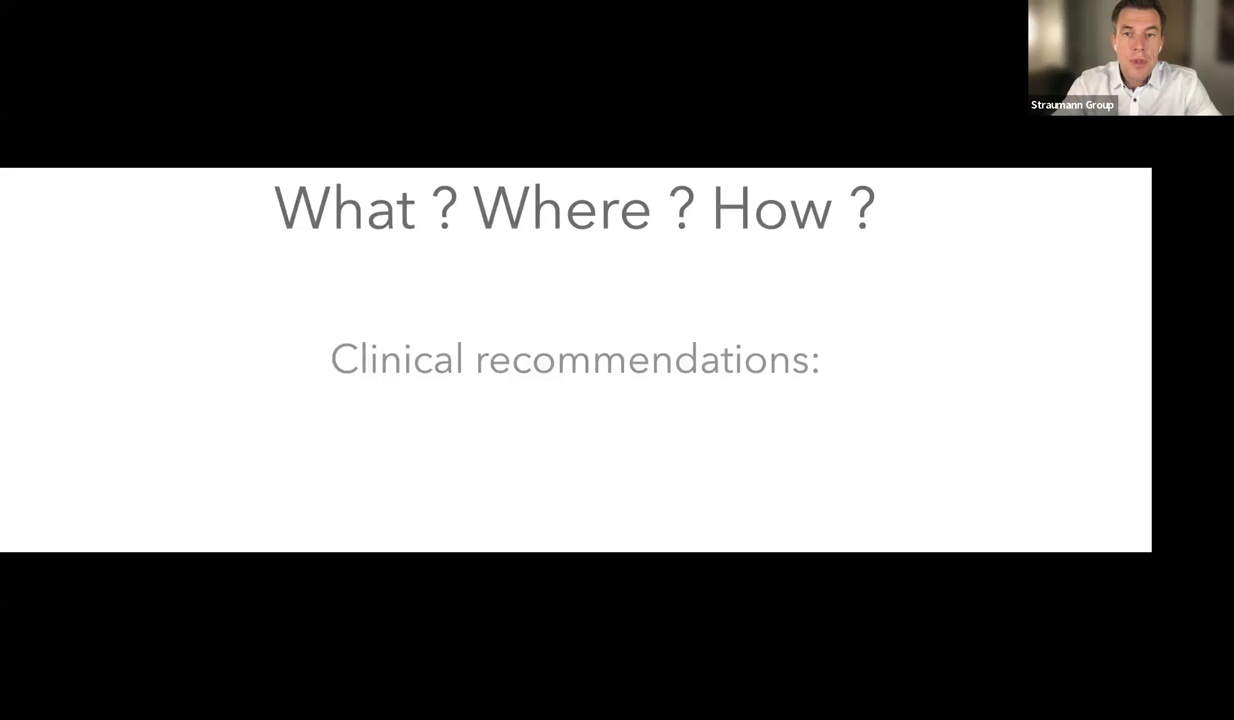 Straumann Group
What ? Where ? How ?
Clinical recommendations: